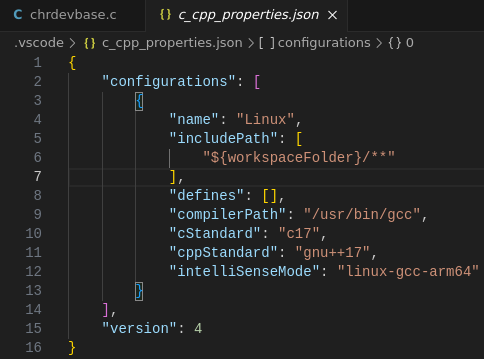 C chrdevbase.c {} c_cpp_properties.json ×
.vscode > {} c_cpp_properties.json > [ ] configurations > {} 0
1 {
2 "configurations": [
3 {
4 "name": "Linux",
5 "includePath": [
6 "${workspaceFolder}/**"
7 ],
8 "defines": [],
9 "compilerPath": "/usr/bin/gcc",
10 "cStandard": "c17",
11 "cppStandard": "gnu++17",
12 "intelliSenseMode": "linux-gcc-arm64"
13 }
14 ],
15 "version": 4
16 }